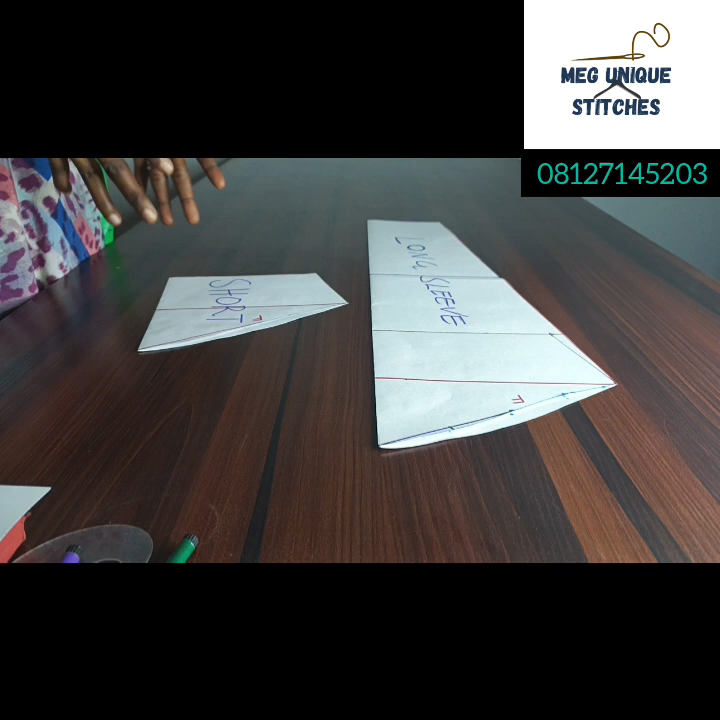 MEG UNIQUE
STITCHES
08127145203
LONG SLEEVE
SHORT
F
F